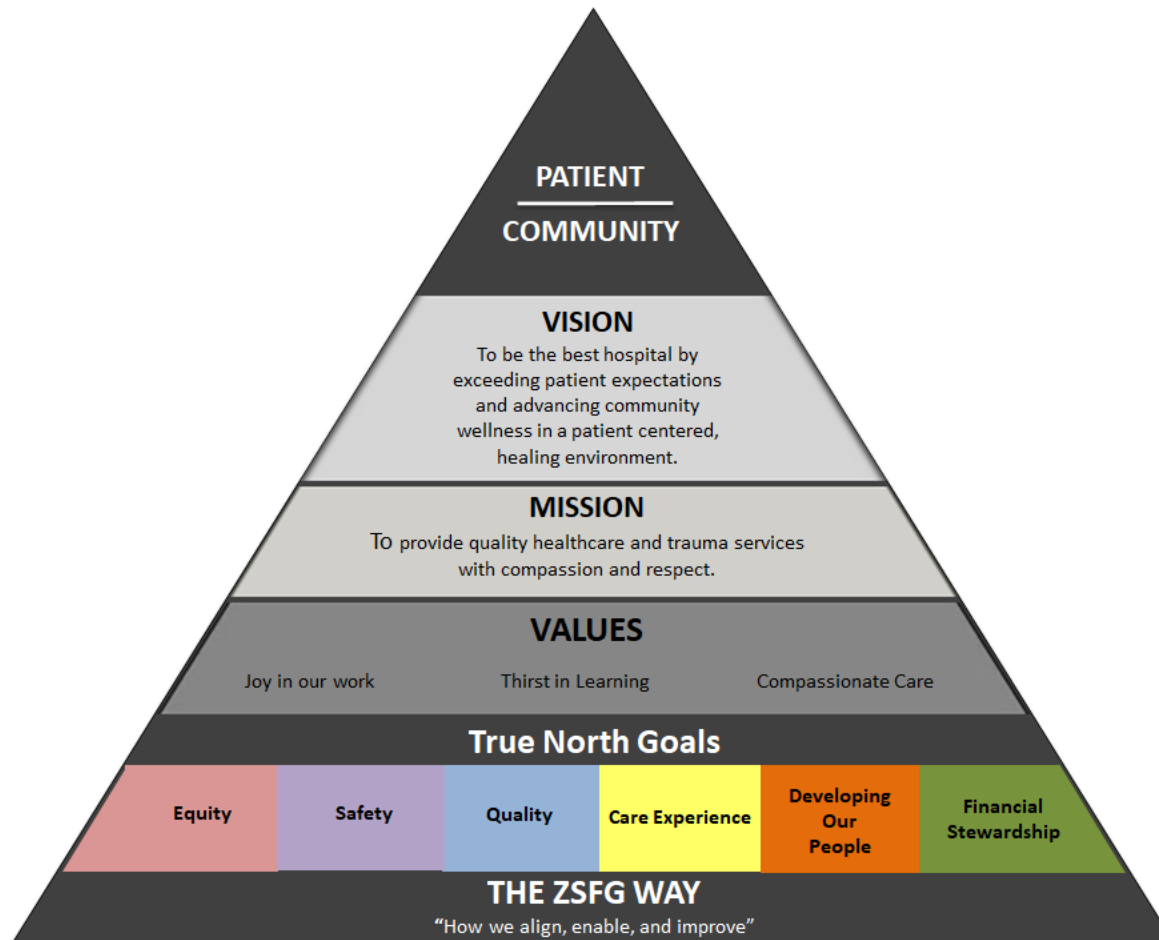 PATIENT
COMMUNITY
VISION
To be the best hospital by
exceeding patient expectations
and advancing community
wellness in a patient centered,
healing environment.
MISSION
To provide quality healthcare and trauma services
with compassion and respect.
VALUES
Joy in our work
Thirst in Learning
Compassionate Care
True North Goals
Equity
Safety
Quality
Care Experience
Developing
Our
People
Financial
Stewardship
THE ZSFG WAY
“How we align, enable, and improve”